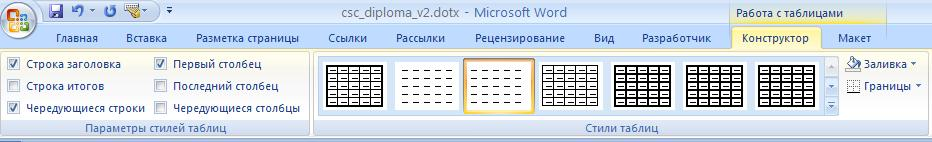 csc_diploma_v2.dotx - Microsoft Word
Работа с таблицами
Главная Вставка Разметка страницы Ссылки Рассылки Рецензирование Вид Разработчик Конструктор Макет
Строка заголовка Первый столбец Заливка
Строка итогов Последний столбец Границы
Чередующиеся строки Чередующиеся столбцы
Параметры стилей таблиц Стили таблиц